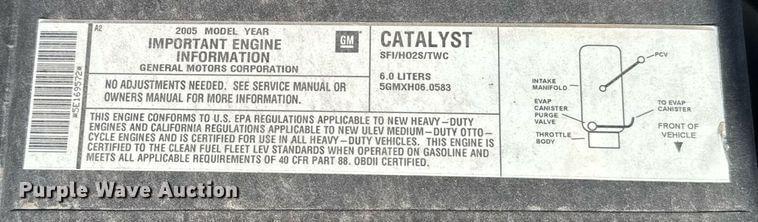 A2
2005 MODEL YEAR
IMPORTANT ENGINE
INFORMATION
GENERAL MOTORS CORPORATION
GM
NO ADJUSTMENTS NEEDED. SEE SERVICE MANUAL OR
OWNERS MANUAL FOR MORE INFORMATION.
CATALYST
SFI/HO2S/TWC
6.0 LITERS
5GMXH06.0583
THIS ENGINE CONFORMS TO U.S. EPA REGULATIONS APPLICABLE TO NEW HEAVY-DUTY
ENGINES AND CALIFORNIA REGULATIONS APPLICABLE TO NEW ULEV MEDIUM-DUTY OTTO-
CYCLE ENGINES AND IS CERTIFIED FOR USE IN ALL HEAVY-DUTY VEHICLES. THIS ENGINE IS
CERTIFIED TO THE CLEAN FUEL FLEET LEV STANDARDS WHEN OPERATED ON GASOLINE AND
MEETS ALL APPLICABLE REQUIREMENTS OF 40 CFR PART 88. OBDII CERTIFIED.
*5E169572*
PCV
INTAKE
MANIFOLD
EVAP
CANISTER
PURGE
VALVE
THROTTLE
BODY
TO EVAP
CANISTER
FRONT OF
VEHICLE
Purple Wave Auction